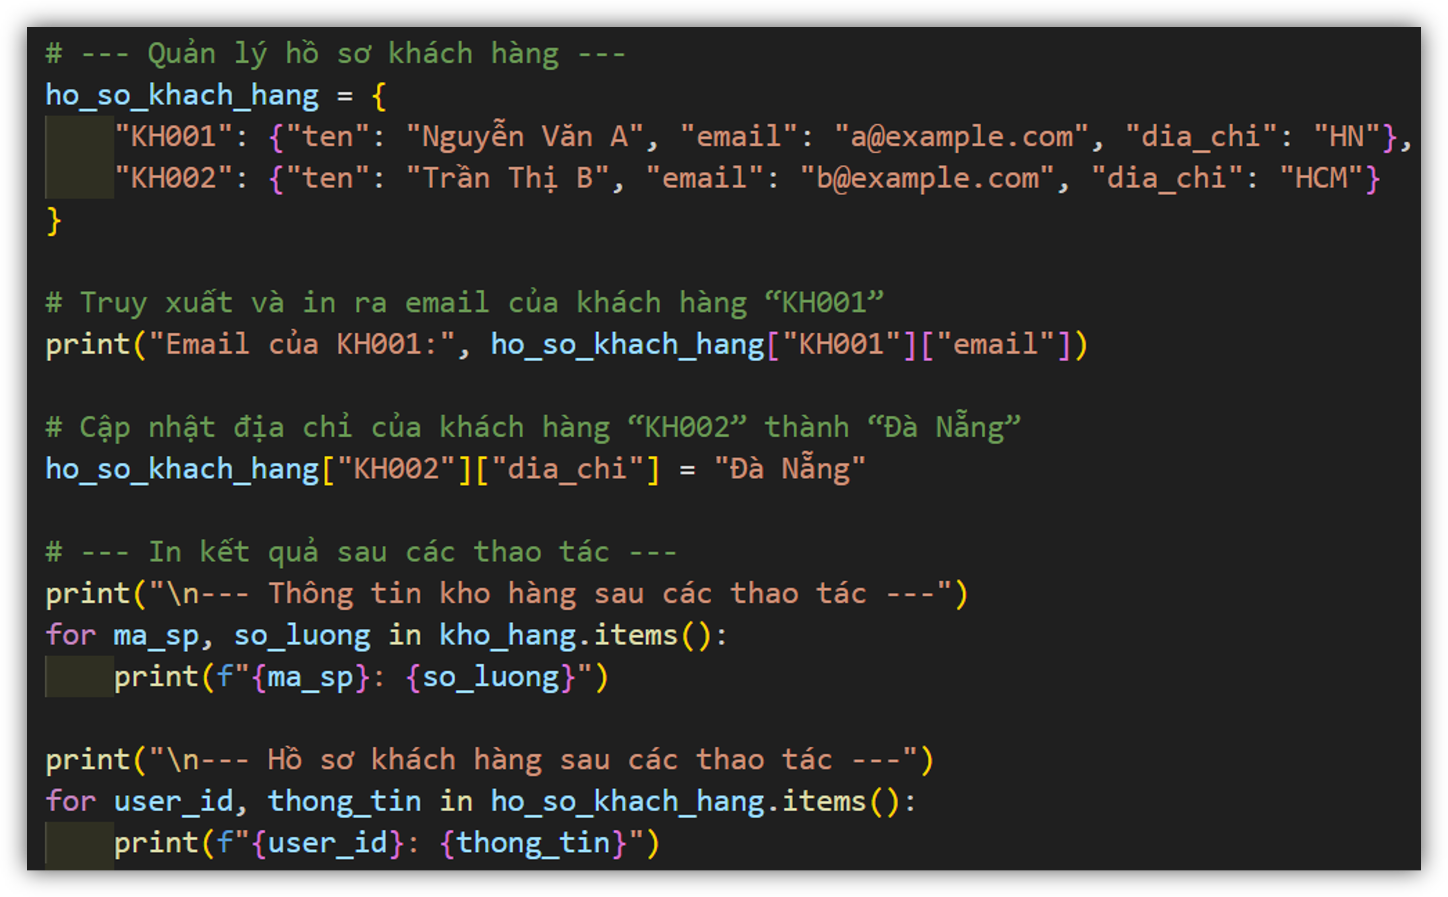 # --- Quản lý hồ sơ khách hàng ---
ho_so_khach_hang = {
    "KH001": {"ten": "Nguyễn Văn A", "email": "a@example.com", "dia_chi": "HN"},
    "KH002": {"ten": "Trần Thị B", "email": "b@example.com", "dia_chi": "HCM"}
}
# Truy xuất và in ra email của khách hàng “KH001”
print("Email của KH001:", ho_so_khach_hang["KH001"]["email"])
# Cập nhật địa chỉ của khách hàng “KH002” thành “Đà Nẵng”
ho_so_khach_hang["KH002"]["dia_chi"] = "Đà Nẵng"
# --- In kết quả sau các thao tác ---
print("\n--- Thông tin kho hàng sau các thao tác ---")
for ma_sp, so_luong in kho_hang.items():
    print(f"{ma_sp}: {so_luong}")
print("\n--- Hồ sơ khách hàng sau các thao tác ---")
for user_id, thong_tin in ho_so_khach_hang.items():
    print(f"{user_id}: {thong_tin}")